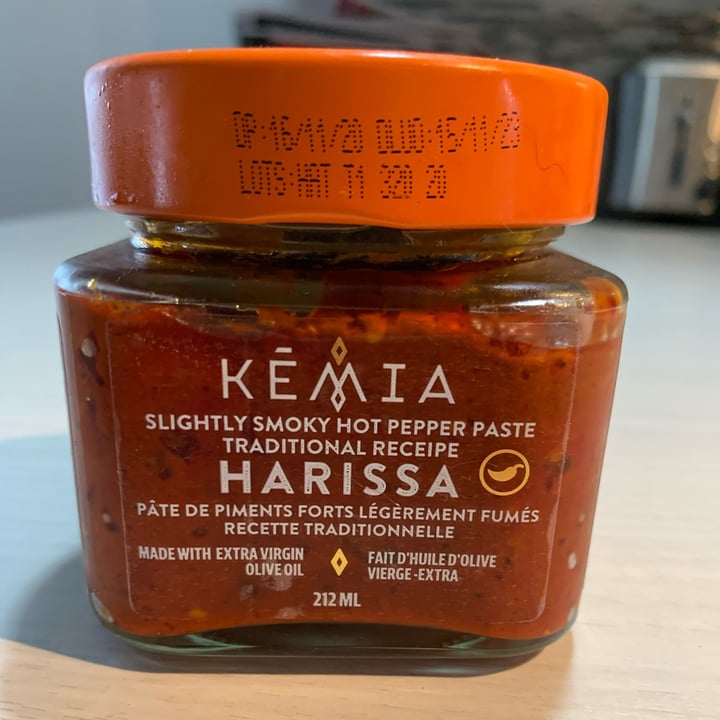 DF:16/11/20 DLUO:15/11/23
LOTS:HAT 11 320 20
KĒMIA
SLIGHTLY SMOKY HOT PEPPER PASTE
TRADITIONAL RECEIPE
HARISSA
PÂTE DE PIMENTS FORTS LÉGÈREMENT FUMÉS
RECETTE TRADITIONNELLE
MADE WITH EXTRA VIRGIN
OLIVE OIL
FAIT D'HUILE D'OLIVE
VIERGE-EXTRA
212 ML